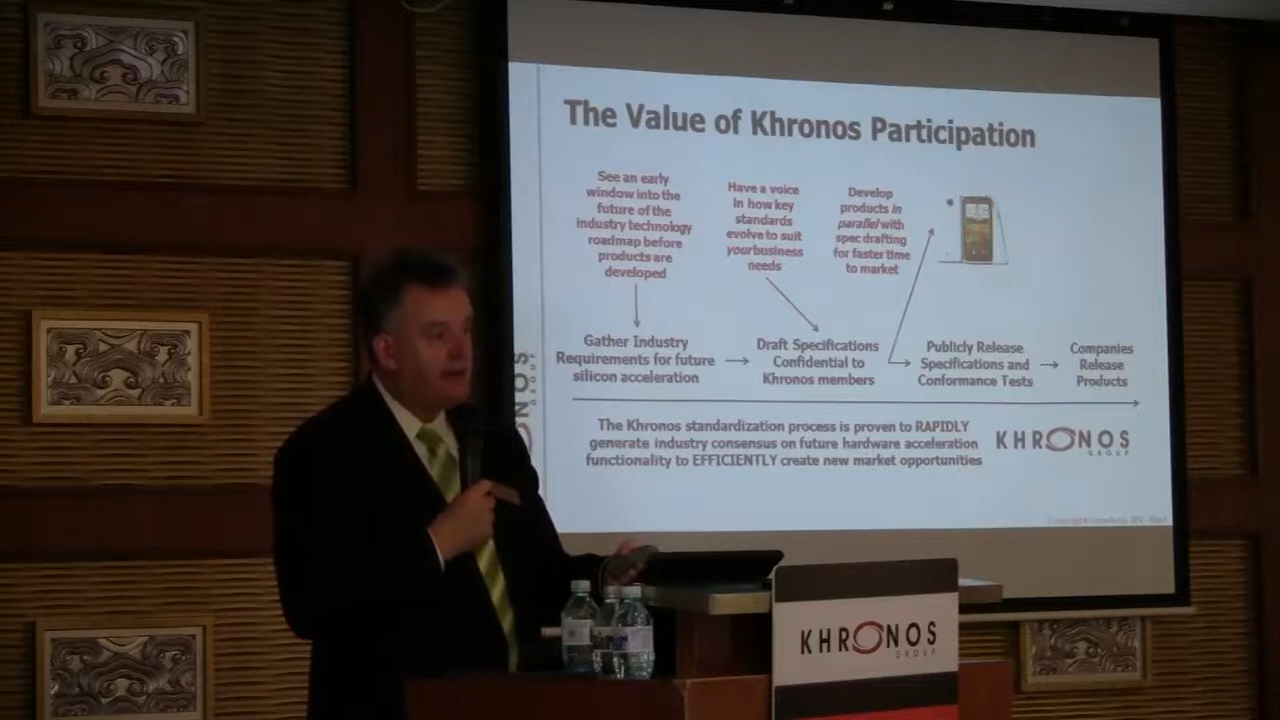 The Value of Khronos Participation
See an early
window into the
future of the
industry technology
roadmap before
products are
developed
Have a voice
in how key
standards
evolve to suit
your business
needs
Develop
products in
parallel with
spec drafting
for faster time
to market
Gather Industry
Requirements for future
silicon acceleration
Draft Specifications
Confidential to
Khronos members
Publicly Release
Specifications and
Conformance Tests
Companies
Release
Products
The Khronos standardization process is proven to RAPIDLY
generate industry consensus on future hardware acceleration
functionality to EFFICIENTLY create new market opportunities
KHRONOS
GROUP
KHRONOS
GROUP